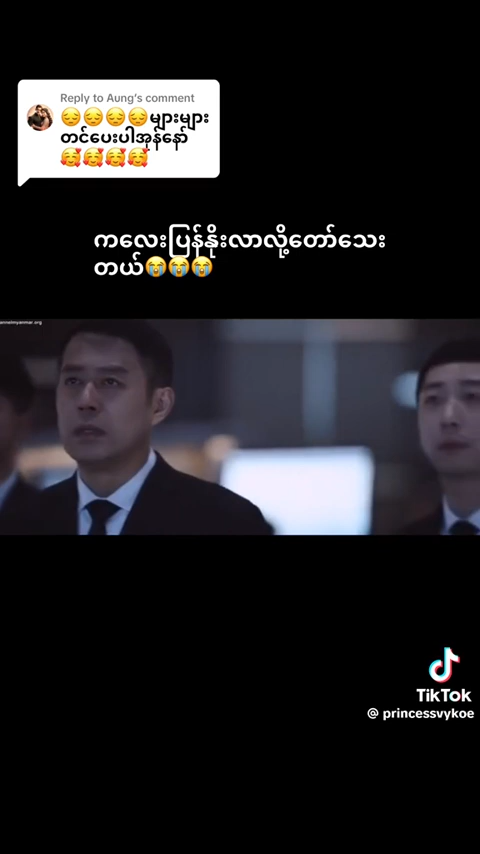 Reply to Aung's comment
😔😔😔😔များများ
တင်ပေးပါအုန်နော်
🥰🥰🥰🥰
ကလေးပြန်နိုးလာလို့တော်သေး
တယ်😭😭😭
TikTok
@ princessvykoe